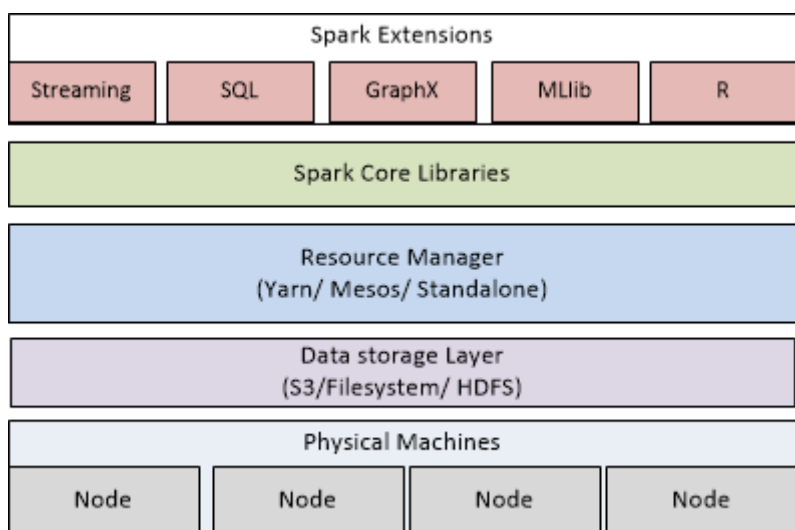 Spark Extensions
Streaming SQL GraphX MLlib R
Spark Core Libraries
Resource Manager
(Yarn/ Mesos/ Standalone)
Data storage Layer
(S3/Filesystem/ HDFS)
Physical Machines
Node Node Node Node